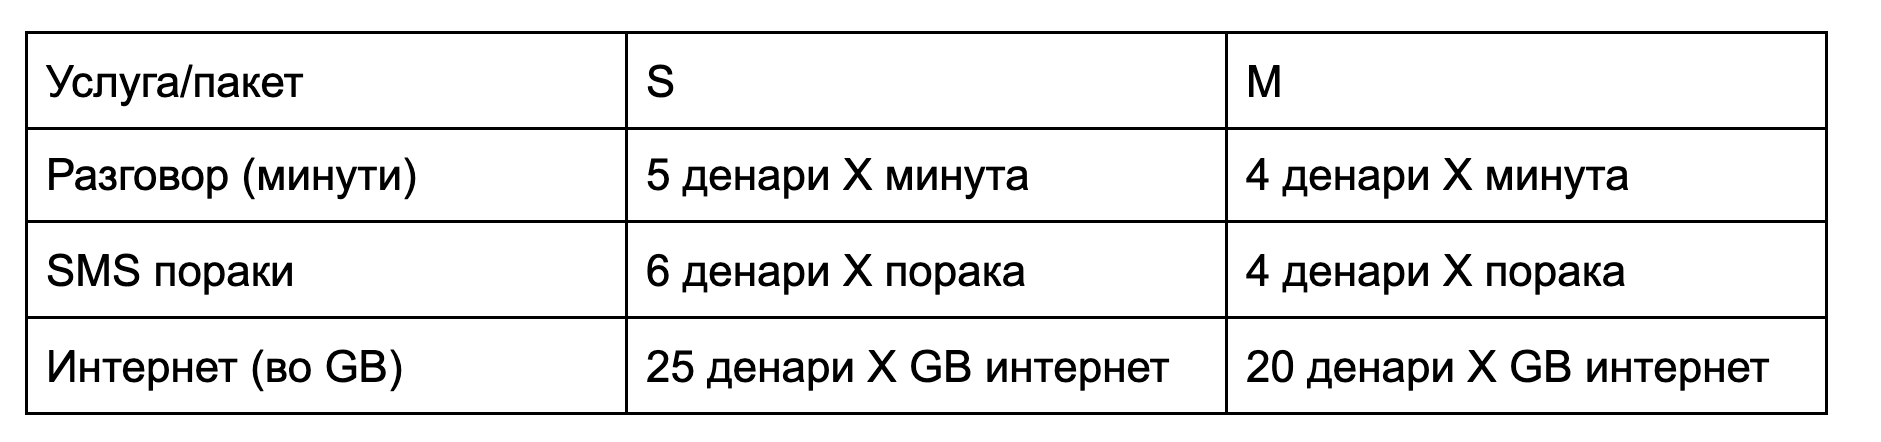 Услуга/пакет S M
Разговор (минути) 5 денари X минута 4 денари X минута
SMS пораки 6 денари X порака 4 денари X порака
Интернет (во GB) 25 денари X GB интернет 20 денари X GB интернет